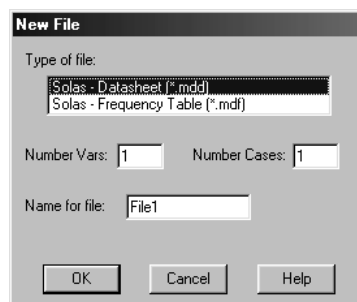 New File
Type of file:
Solas - Datasheet (*.mdd)
Solas - Frequency Table (*.mdf)
Number Vars: 1 Number Cases: 1
Name for file: File1
OK Cancel Help